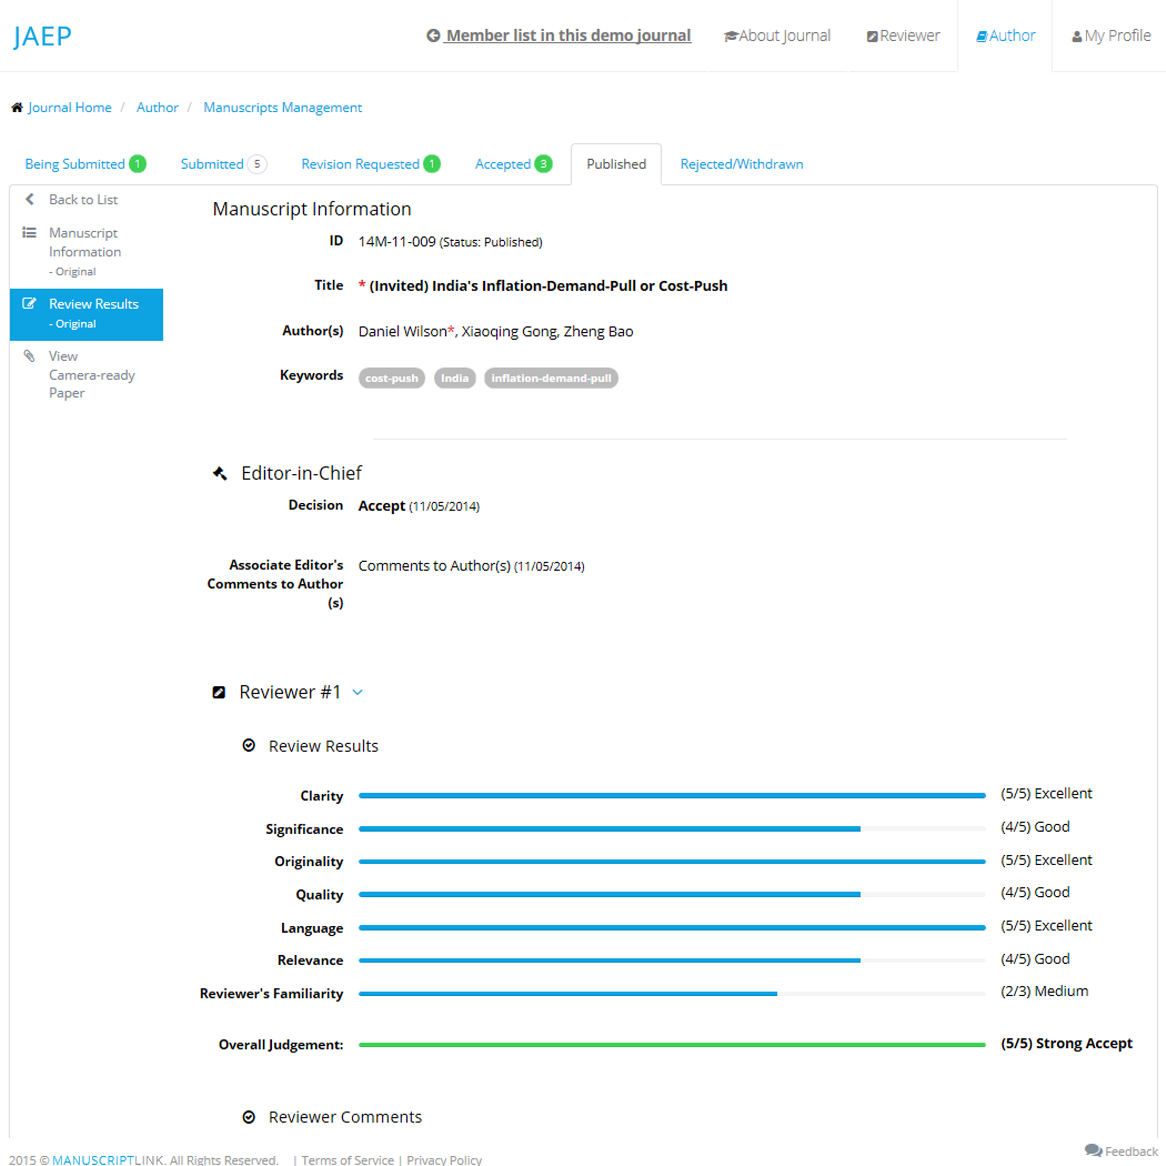 JAEP
Member list in this demo journal
About Journal
Reviewer
Author
My Profile
Journal Home / Author / Manuscripts Management
Being Submitted 1
Submitted 5
Revision Requested 1
Accepted 3
Published
Rejected/Withdrawn
Back to List
Manuscript
Information
- Original
Review Results
- Original
View
Camera-ready
Paper
Manuscript Information
ID 14M-11-009 (Status: Published)
Title * (Invited) India's Inflation-Demand-Pull or Cost-Push
Author(s) Daniel Wilson*, Xiaoqing Gong, Zheng Bao
Keywords cost-push India inflation-demand-pull
Editor-in-Chief
Decision Accept (11/05/2014)
Associate Editor's
Comments to Author
(s)
Comments to Author(s) (11/05/2014)
Reviewer #1
Review Results
Clarity (5/5) Excellent
Significance (4/5) Good
Originality (5/5) Excellent
Quality (4/5) Good
Language (5/5) Excellent
Relevance (4/5) Good
Reviewer's Familiarity (2/3) Medium
Overall Judgement: (5/5) Strong Accept
Reviewer Comments
2015 © MANUSCRIPTLINK. All Rights Reserved. | Terms of Service | Privacy Policy
Feedback